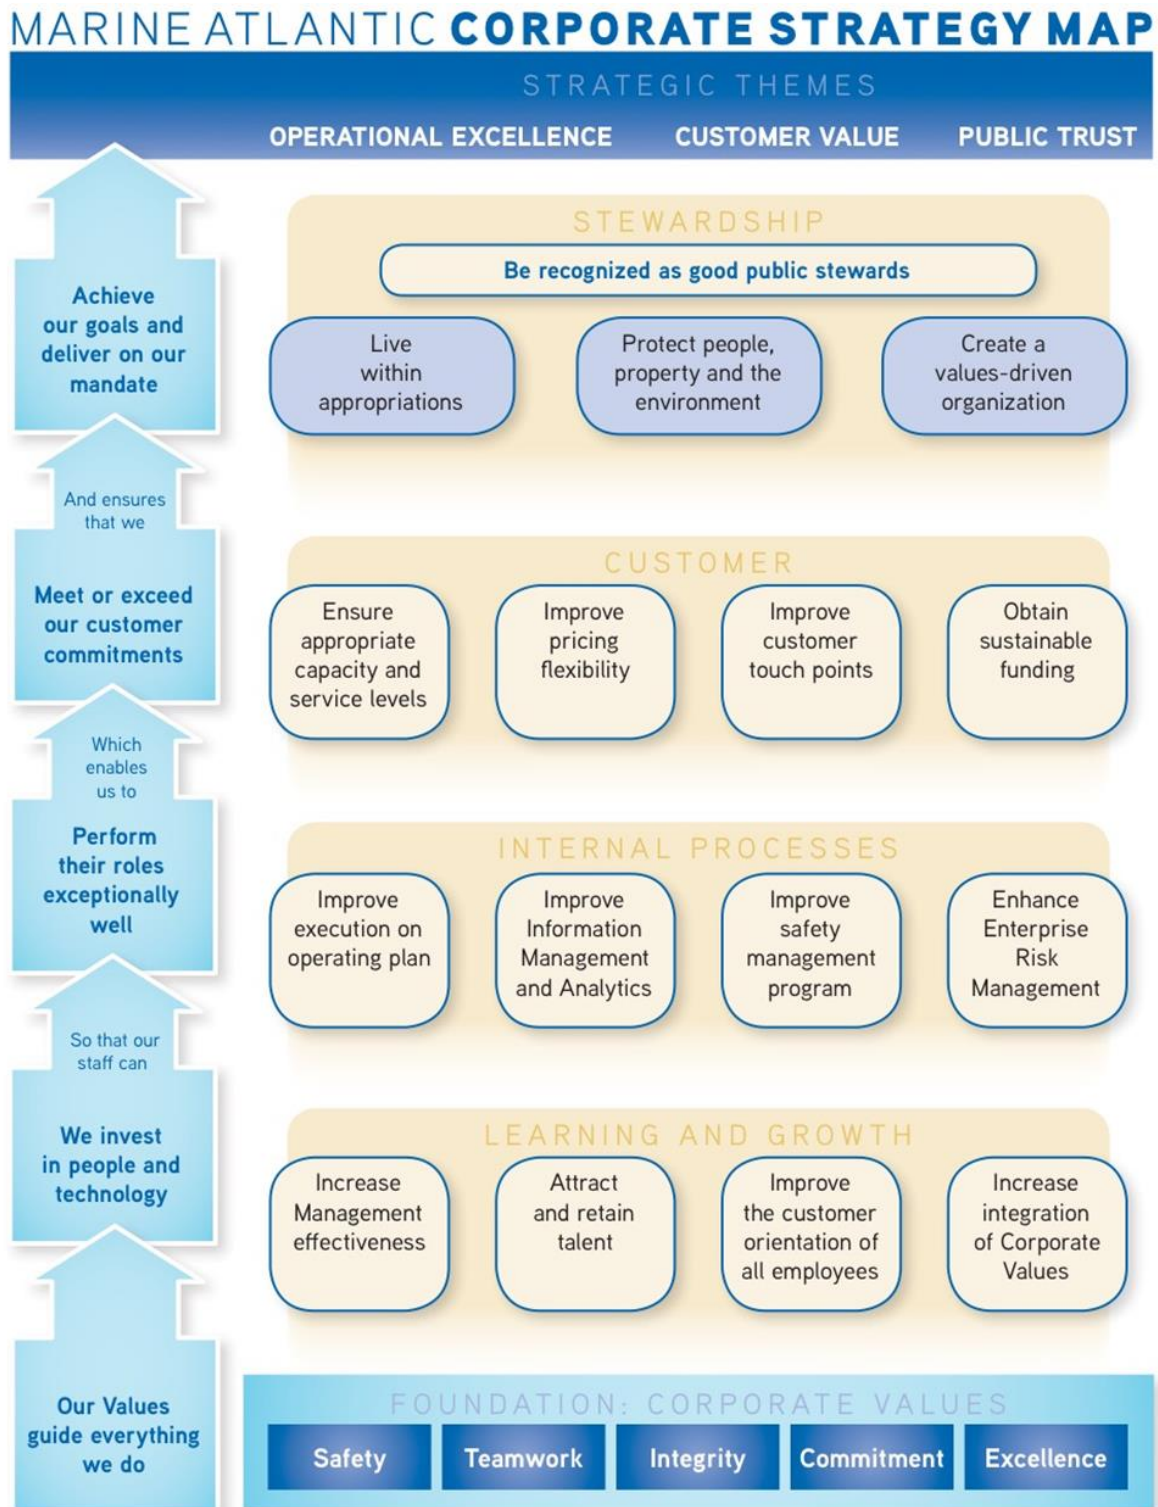 MARINE ATLANTIC CORPORATE STRATEGY MAP
STRATEGIC THEMES
OPERATIONAL EXCELLENCE CUSTOMER VALUE PUBLIC TRUST
Achieve
our goals and
deliver on our
mandate
STEWARDSHIP
Be recognized as good public stewards
Live
within
appropriations
Protect people,
property and the
environment
Create a
values-driven
organization
And ensures
that we
Meet or exceed
our customer
commitments
CUSTOMER
Ensure
appropriate
capacity and
service levels
Improve
pricing
flexibility
Improve
customer
touch points
Obtain
sustainable
funding
Which
enables
us to
Perform
their roles
exceptionally
well
INTERNAL PROCESSES
Improve
execution on
operating plan
Improve
Information
Management
and Analytics
Improve
safety
management
program
Enhance
Enterprise
Risk
Management
So that our
staff can
We invest
in people and
technology
LEARNING AND GROWTH
Increase
Management
effectiveness
Attract
and retain
talent
Improve
the customer
orientation of
all employees
Increase
integration
of Corporate
Values
Our Values
guide everything
we do
FOUNDATION: CORPORATE VALUES
Safety
Teamwork
Integrity
Commitment
Excellence